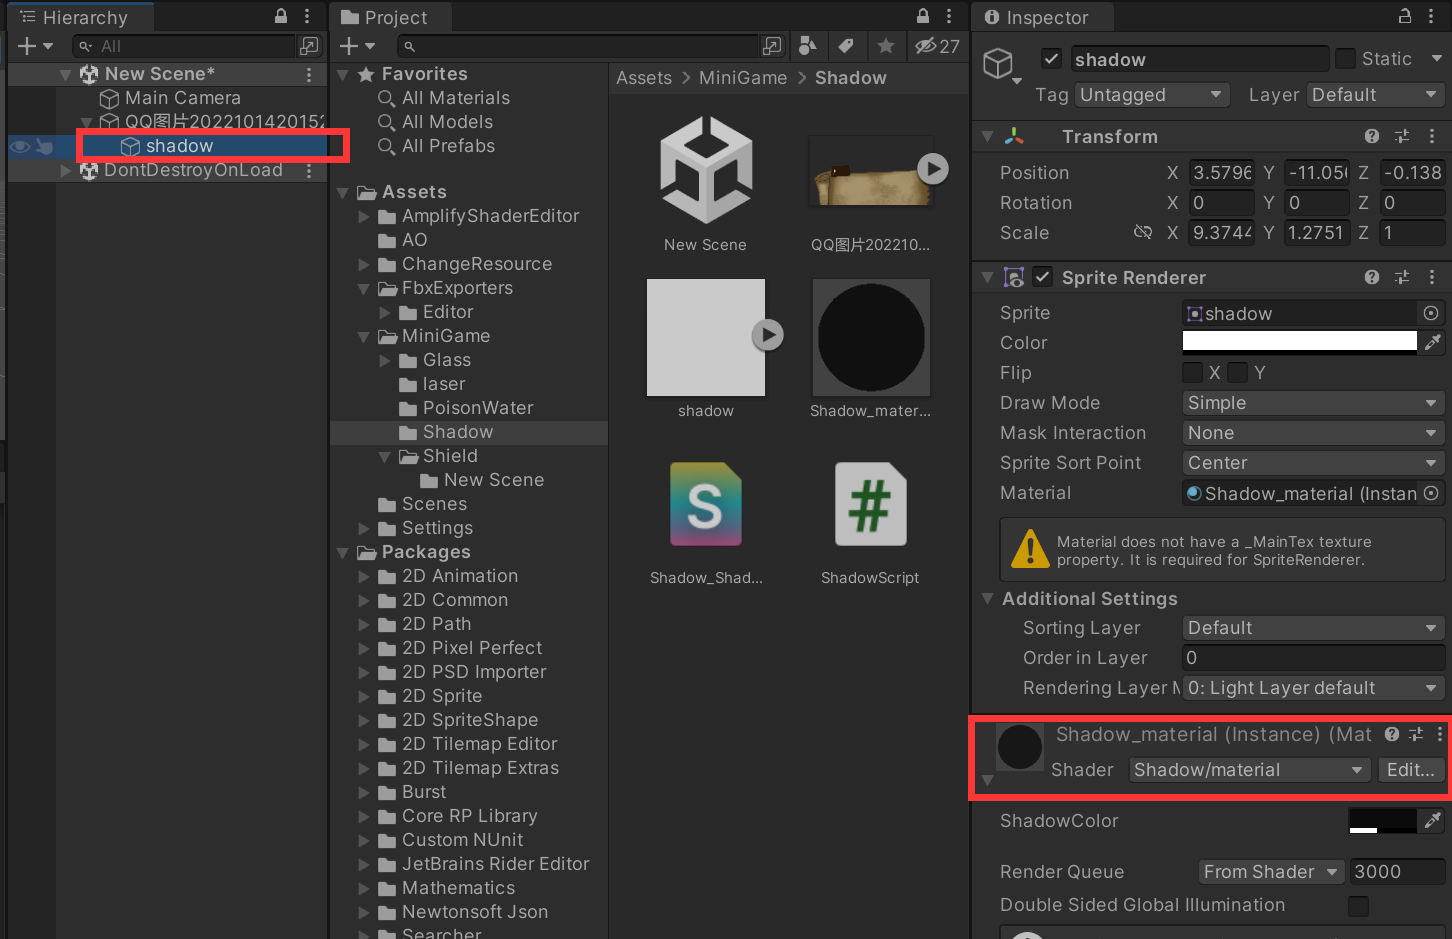 Hierarchy
All
New Scene*
Main Camera
QQ图片2022101420152
shadow
DontDestroyOnLoad
Project
27
Favorites
All Materials
All Models
All Prefabs
Assets
AmplifyShaderEditor
AO
ChangeResource
FbxExporters
Editor
MiniGame
Glass
laser
PoisonWater
Shadow
Shield
New Scene
Scenes
Settings
Packages
2D Animation
2D Common
2D Path
2D Pixel Perfect
2D PSD Importer
2D Sprite
2D SpriteShape
2D Tilemap Editor
2D Tilemap Extras
Burst
Core RP Library
Custom NUnit
JetBrains Rider Editor
Mathematics
Newtonsoft Json
Searcher
Assets > MiniGame > Shadow
New Scene
QQ图片202210...
shadow
Shadow_mater...
S
#
Shadow_Shad...
ShadowScript
Inspector
shadow Static
Tag Untagged Layer Default
Transform
Position X 3.5796 Y -11.056 Z -0.138
Rotation X 0 Y 0 Z 0
Scale X 9.3744 Y 1.2751 Z 1
Sprite Renderer
Sprite shadow
Color
Flip X Y
Draw Mode Simple
Mask Interaction None
Sprite Sort Point Center
Material Shadow_material (Instan
Material does not have a _MainTex texture
property. It is required for SpriteRenderer.
Additional Settings
Sorting Layer Default
Order in Layer 0
Rendering Layer M 0: Light Layer default
Shadow_material (Instance) (Mat
Shader Shadow/material Edit...
ShadowColor
Render Queue From Shader 3000
Double Sided Global Illumination